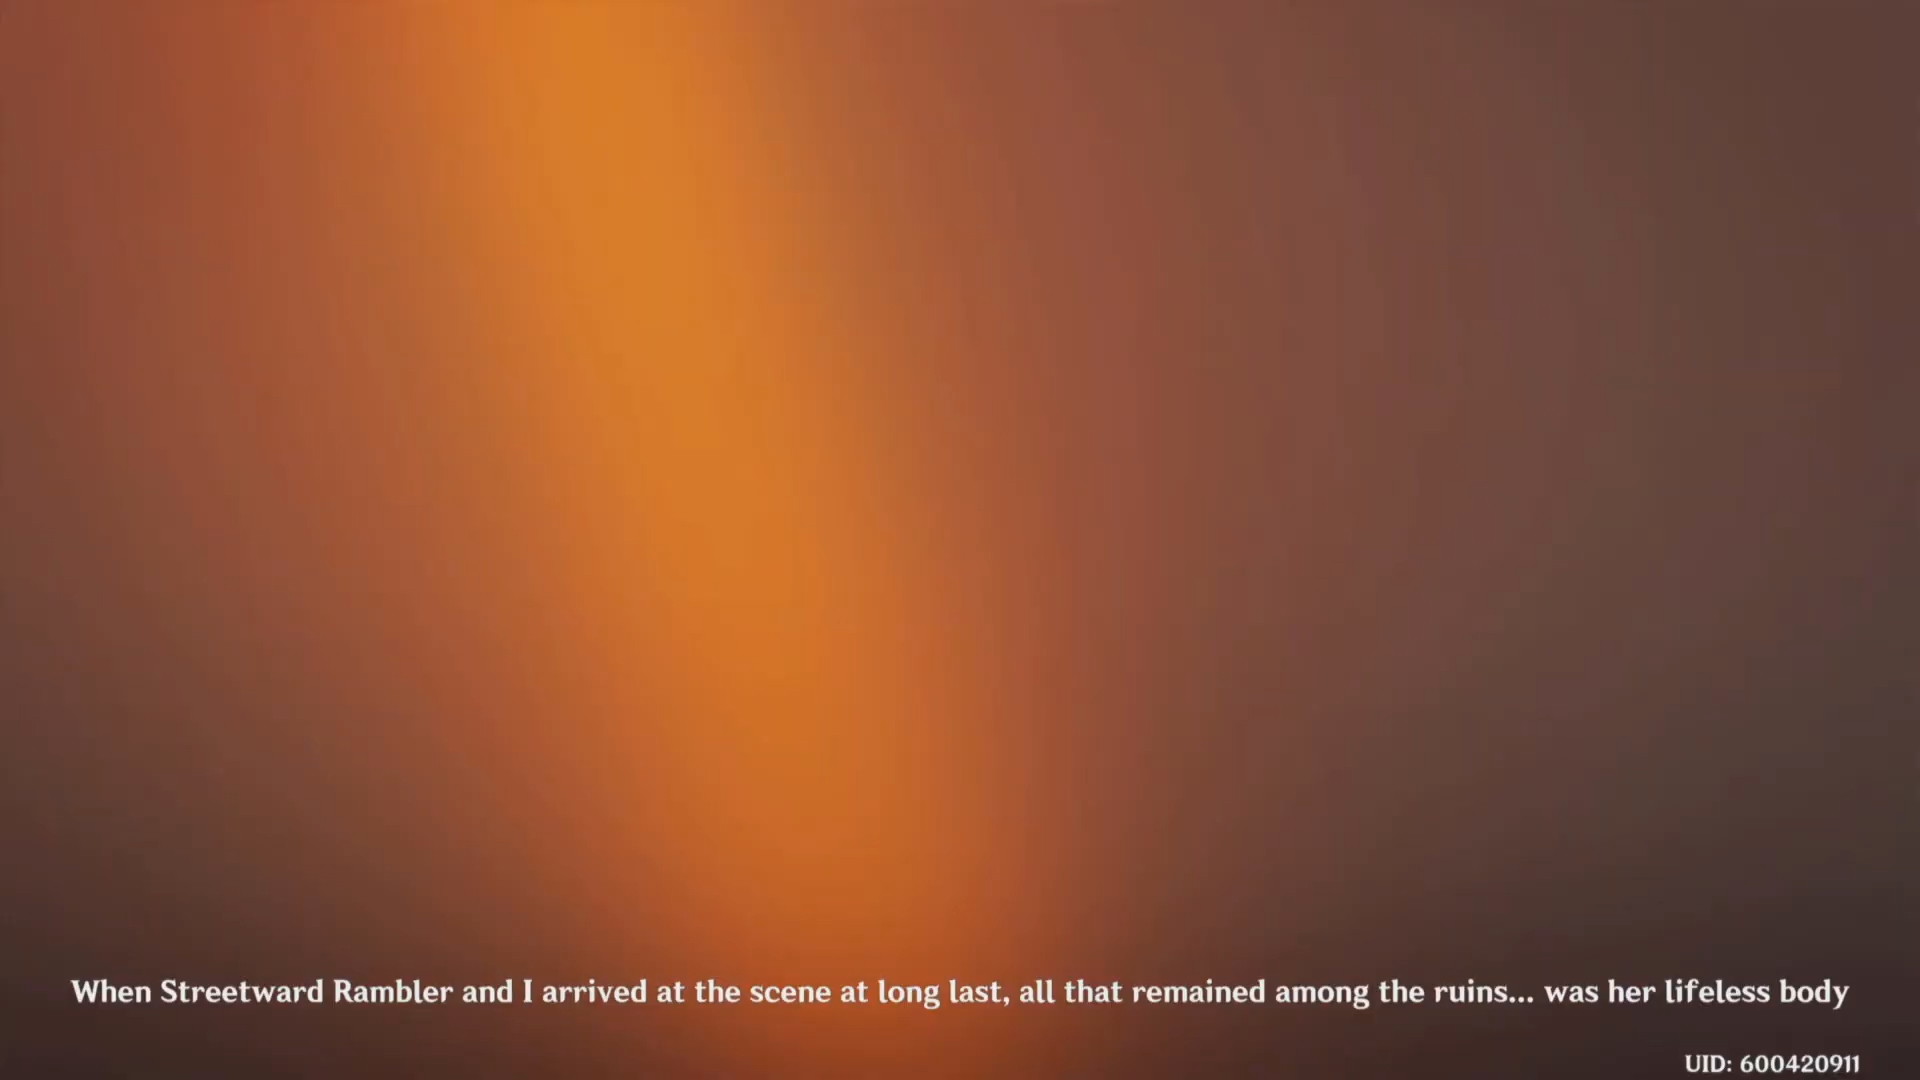 When Streetward Rambler and I arrived at the scene at long last, all that remained among the ruins... was her lifeless body
UID: 600420911